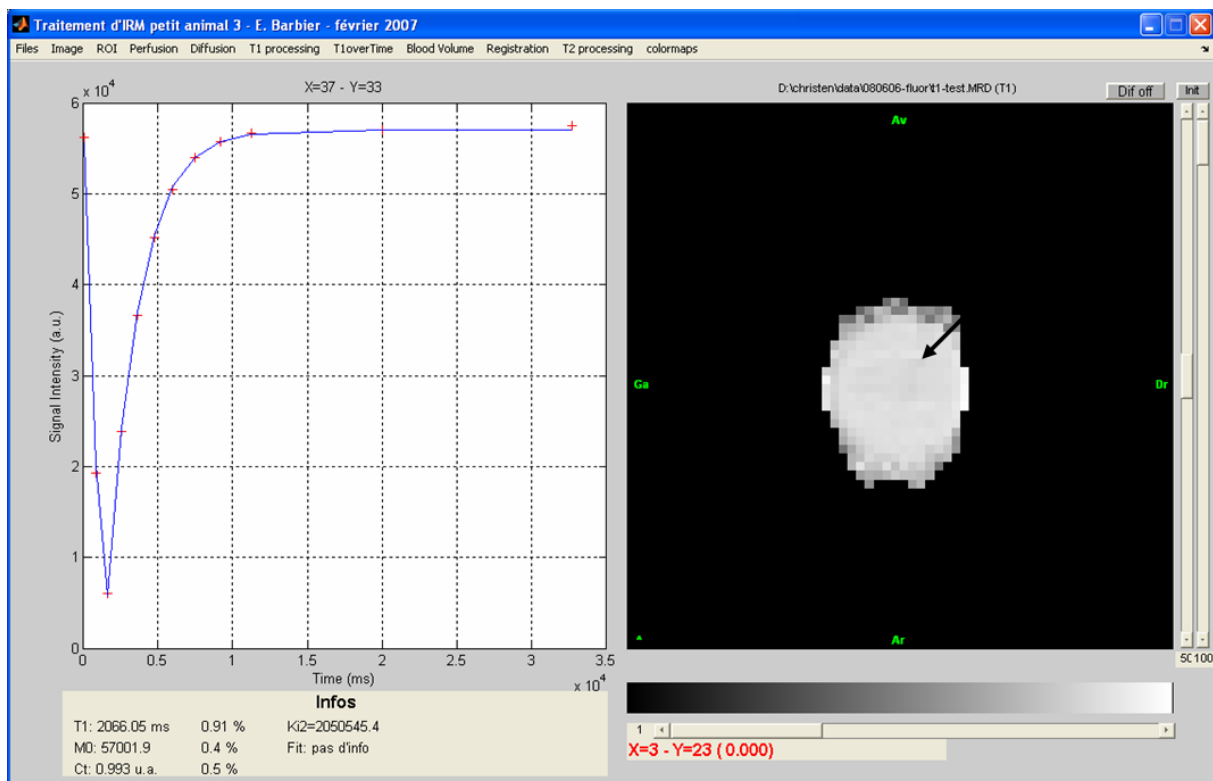 Traitement d'IRM petit animal 3 - E. Barbier - février 2007
Files Image ROI Perfusion Diffusion T1 processing T1overTime Blood Volume Registration T2 processing colormaps
X=37 - Y=33
x 10^4
6
5
4
3
2
1
0
Signal Intensity (a.u.)
0 0.5 1 1.5 2 2.5 3 3.5
Time (ms)
x 10^4
D:\christen\data\080606-fluor\t1-test.MRD (T1)
Dif off
Init
Av
Ga
Dr
Ar
^
50 100
Infos
T1: 2066.05 ms 0.91 % Ki2=2050545.4
M0: 57001.9 0.4 % Fit: pas d'info
Ct: 0.993 u.a. 0.5 %
1
X=3 - Y=23 ( 0.000)